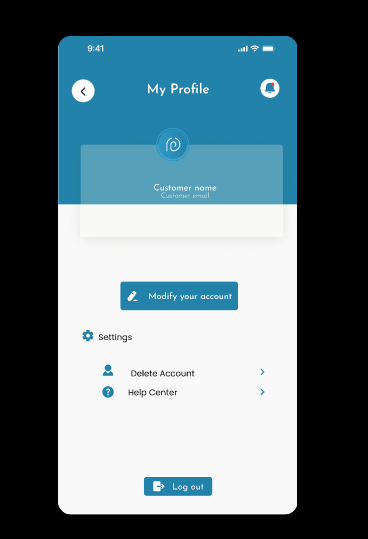 9:41
My Profile
Customer name
Customer email
Modify your account
Settings
Delete Account
Help Center
Log out